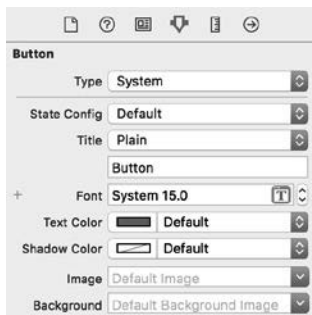 Button
Type System
State Config Default
Title Plain
Button
+ Font System 15.0 T
Text Color Default
Shadow Color Default
Image Default Image
Background Default Background Image